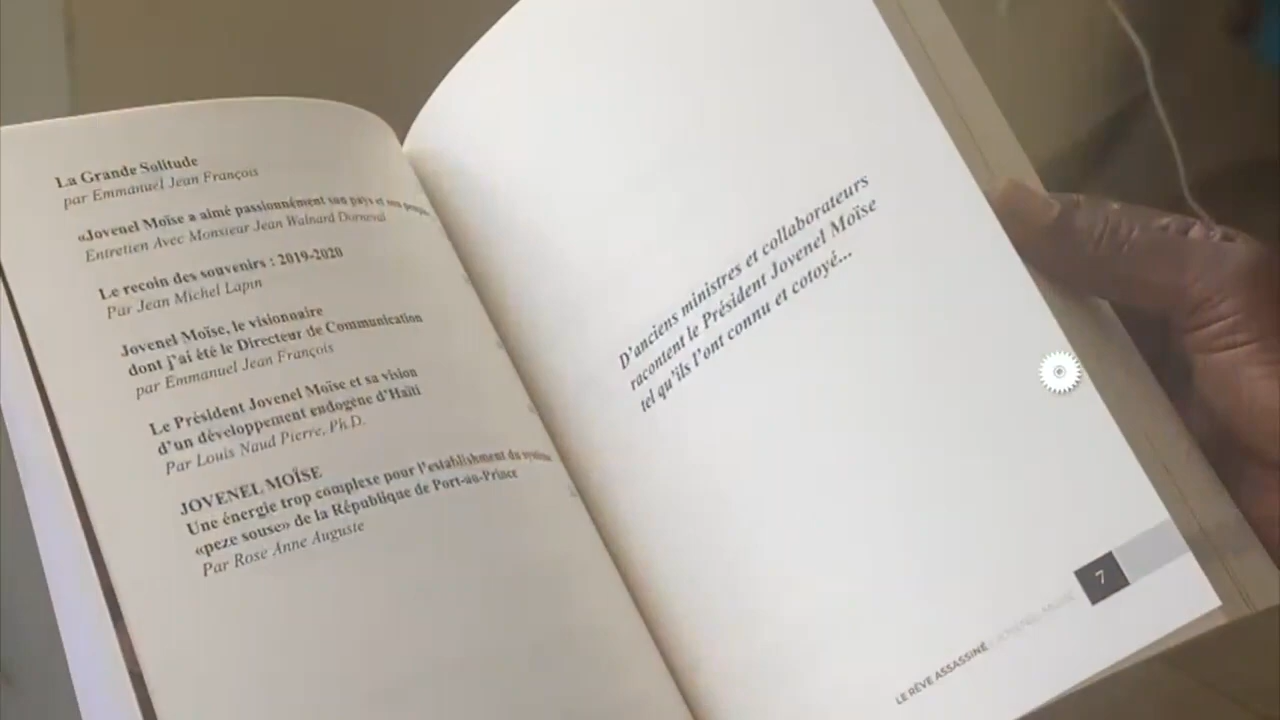 La Grande Solitude
par Emmanuel Jean François
«Jovenel Moïse a aimé passionnément son pays et son peuple
Entretien Avec Monsieur Jean Walnard Dorneval
Le recoin des souvenirs : 2019-2020
Par Jean Michel Lapin
Jovenel Moïse, le visionnaire
dont j'ai été le Directeur de Communication
par Emmanuel Jean François
Le Président Jovenel Moïse et sa vision
d'un développement endogène d'Haïti
Par Louis Naud Pierre, Ph.D.
JOVENEL MOÏSE
Une énergie trop complexe pour l'establishment du système
«peze souse» de la République de Port-au-Prince
Par Rose Anne Auguste
D'anciens ministres et collaborateurs
racontent le Président Jovenel Moïse
tel qu'ils l'ont connu et cotoyé...
LE RÊVE ASSASSINÉ / JOVENEL MOÏSE
7